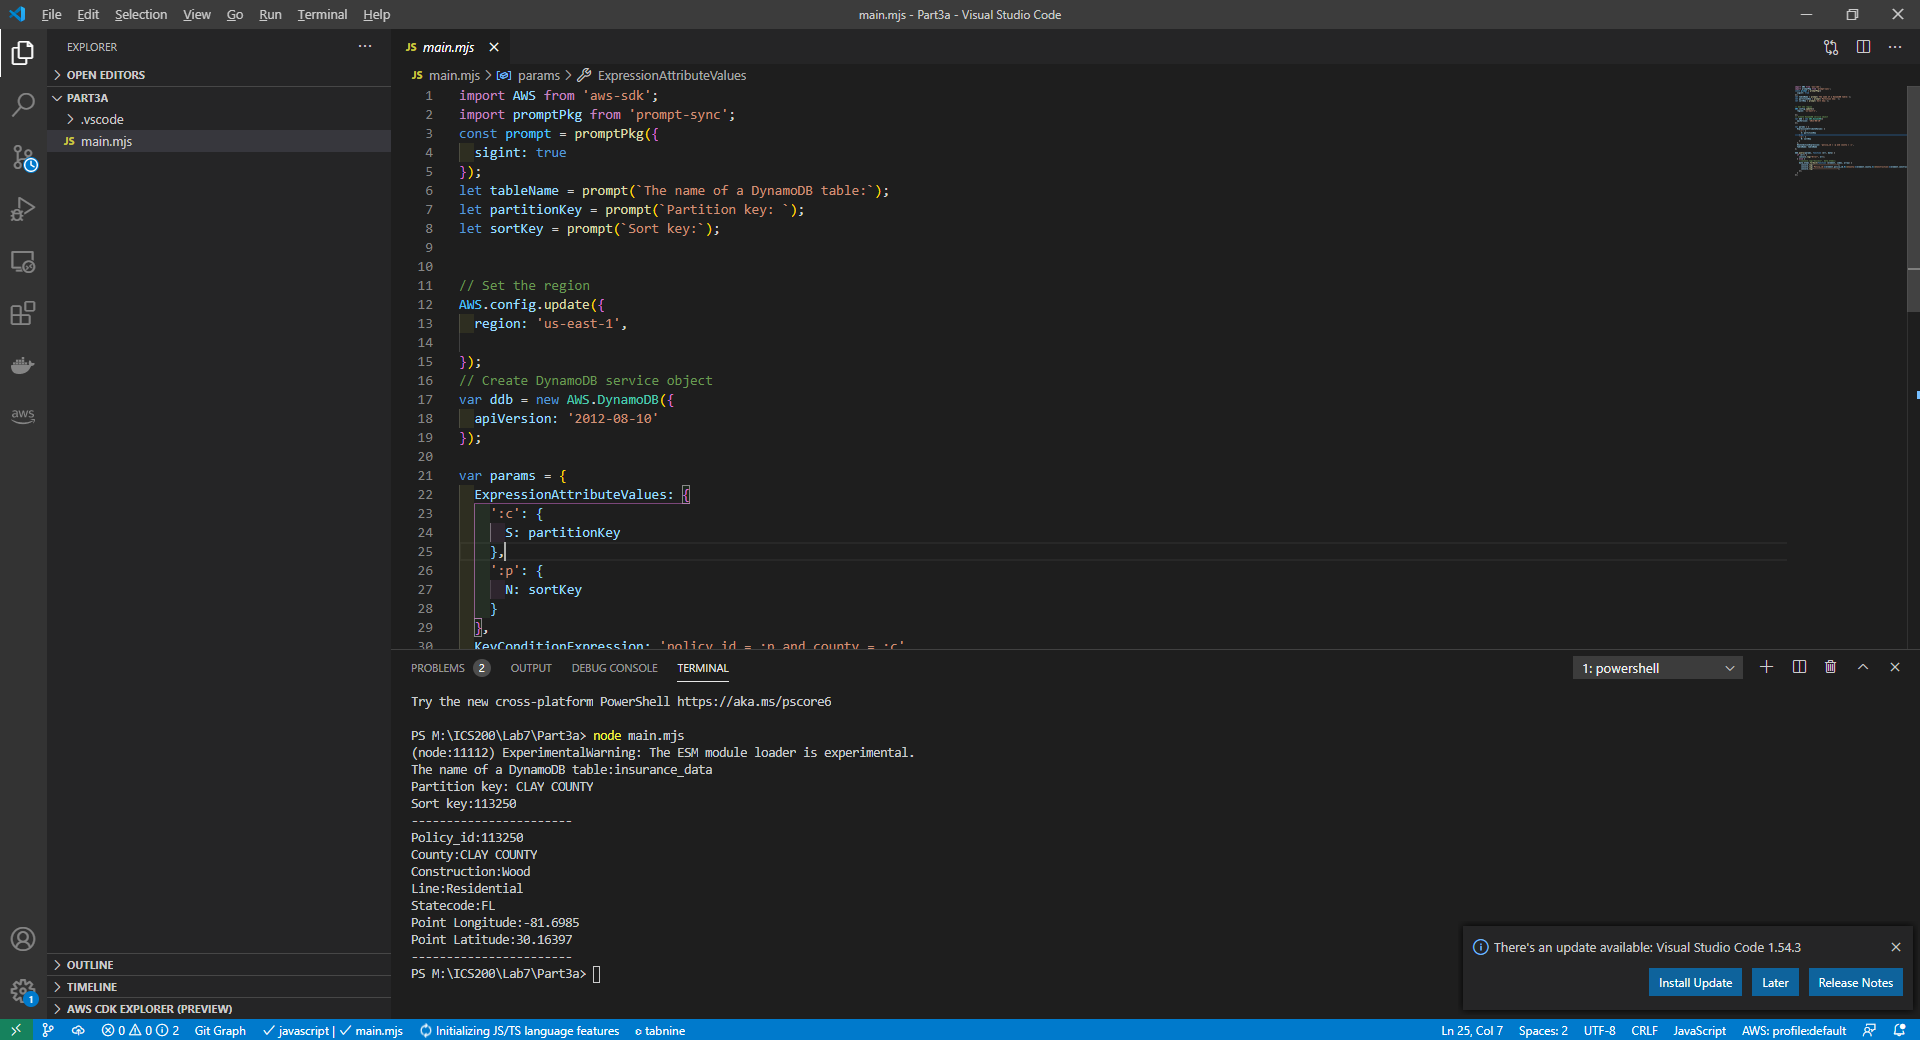 File Edit Selection View Go Run Terminal Help
main.mjs - Part3a - Visual Studio Code
EXPLORER
OPEN EDITORS
PART3A
.vscode
JS main.mjs
OUTLINE
TIMELINE
AWS CDK EXPLORER (PREVIEW)
aws
1
JS main.mjs
JS main.mjs > params > ExpressionAttributeValues
1 import AWS from 'aws-sdk';
2 import promptPkg from 'prompt-sync';
3 const prompt = promptPkg({
4 sigint: true
5 });
6 let tableName = prompt(`The name of a DynamoDB table:`);
7 let partitionKey = prompt(`Partition key: `);
8 let sortKey = prompt(`Sort key:`);
9
10
11 // Set the region
12 AWS.config.update({
13 region: 'us-east-1',
14
15 });
16 // Create DynamoDB service object
17 var ddb = new AWS.DynamoDB({
18 apiVersion: '2012-08-10'
19 });
20
21 var params = {
22 ExpressionAttributeValues: {
23 ':c': {
24 S: partitionKey
25 },
26 ':p': {
27 N: sortKey
28 }
29 },
30 KeyConditionExpression: 'policy_id = :p and county = :c'
PROBLEMS 2 OUTPUT DEBUG CONSOLE TERMINAL
1: powershell
Try the new cross-platform PowerShell https://aka.ms/pscore6
PS M:\ICS200\Lab7\Part3a> node main.mjs
(node:11112) ExperimentalWarning: The ESM module loader is experimental.
The name of a DynamoDB table:insurance_data
Partition key: CLAY COUNTY
Sort key:113250
-----------------------
Policy_id:113250
County:CLAY COUNTY
Construction:Wood
Line:Residential
Statecode:FL
Point Longitude:-81.6985
Point Latitude:30.16397
-----------------------
PS M:\ICS200\Lab7\Part3a>
There's an update available: Visual Studio Code 1.54.3
Install Update Later Release Notes
0 0 2 Git Graph javascript | main.mjs Initializing JS/TS language features tabnine
Ln 25, Col 7 Spaces: 2 UTF-8 CRLF JavaScript AWS: profile:default